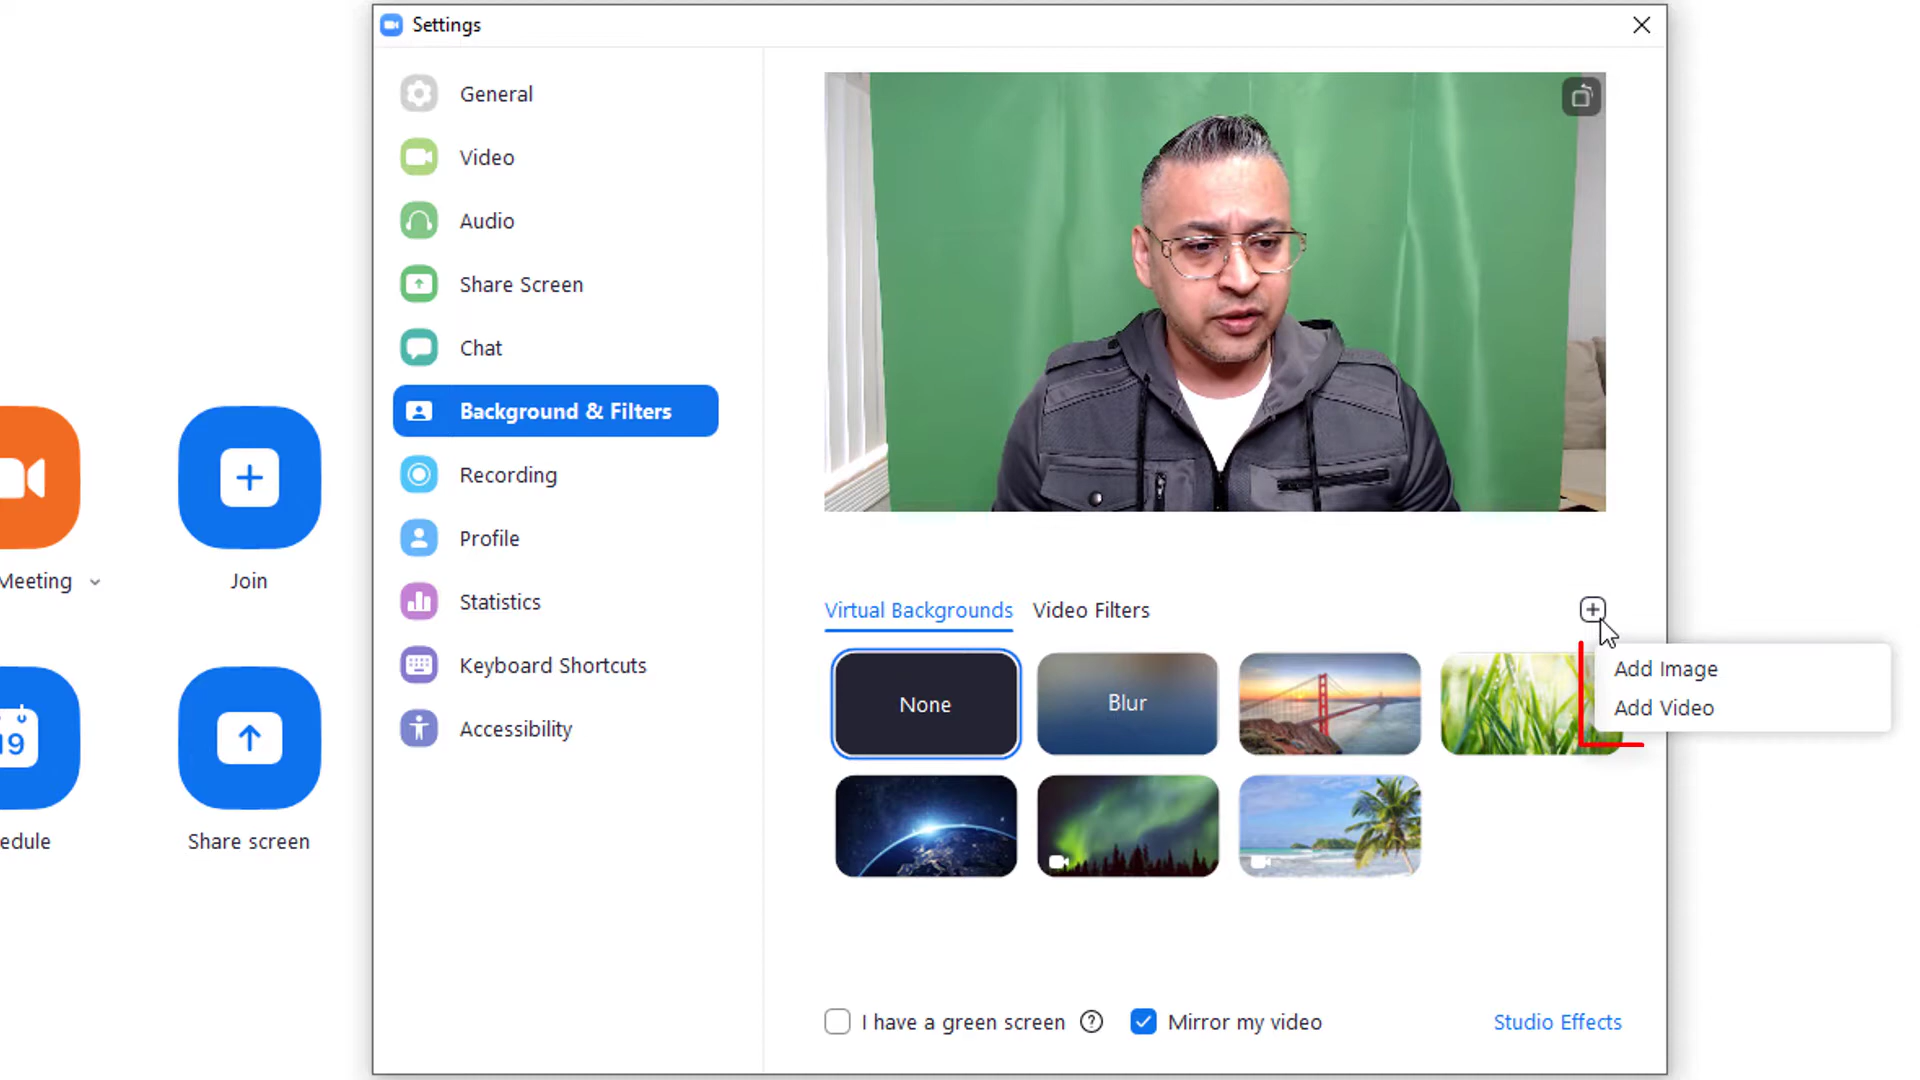 Settings
General
Video
Audio
Share Screen
Chat
Background & Filters
Recording
Profile
Statistics
Keyboard Shortcuts
Accessibility
Meeting
Join
19
edule
Share screen
Virtual Backgrounds
Video Filters
Add Image
Add Video
None
Blur
I have a green screen
?
Mirror my video
Studio Effects